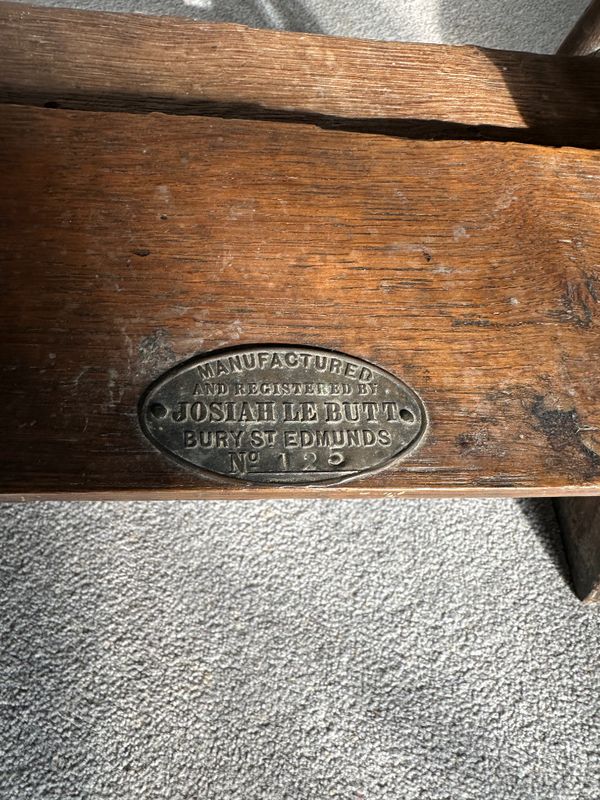 MANUFACTURED
AND REGISTERED BY
JOSIAH LE BUTT
BURY ST EDMUNDS
No 125